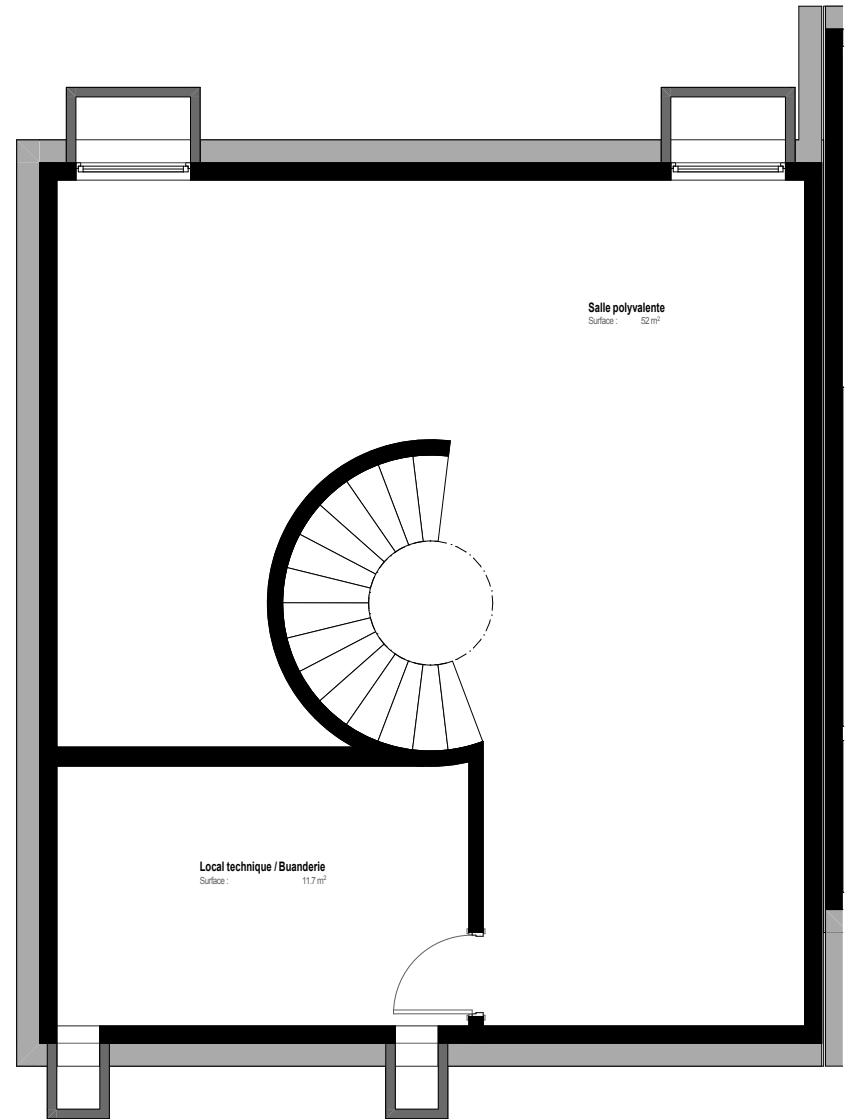 Salle polyvalente
Surface : 52 m²
Local technique / Buanderie
Surface : 11.7 m²